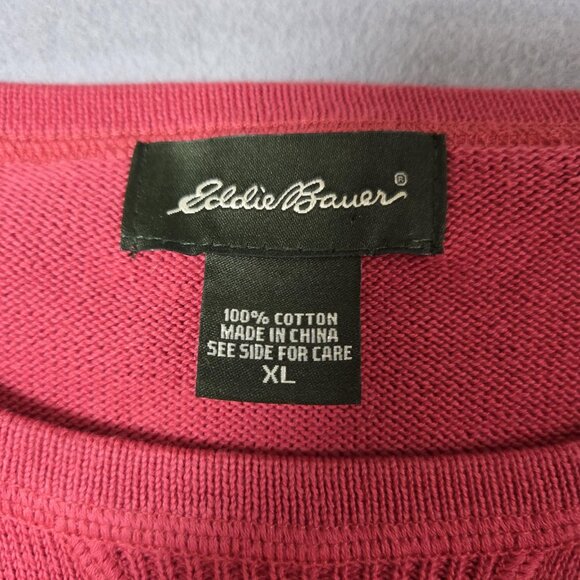 Eddie Bauer®
100% COTTON
MADE IN CHINA
SEE SIDE FOR CARE
XL